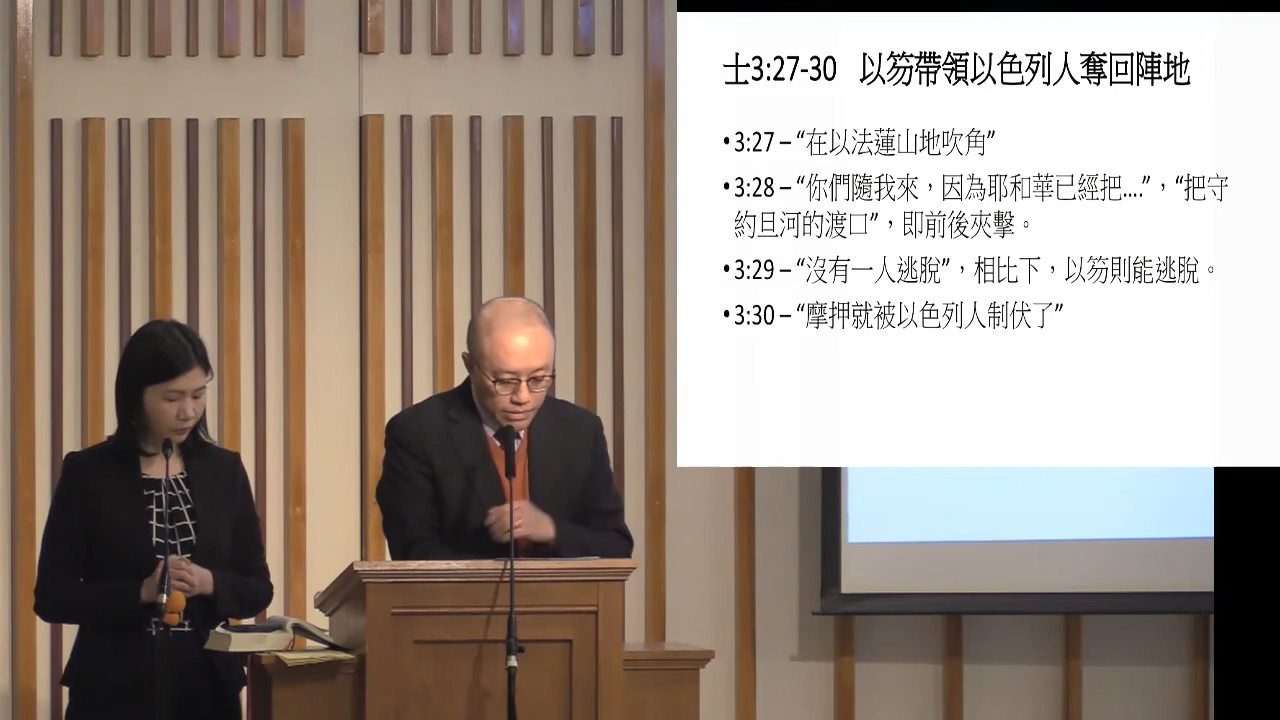 士3:27-30 以笏帶領以色列人奪回陣地
•3:27 – “在以法蓮山地吹角”
•3:28 – “你們隨我來，因為耶和華已經把....”，“把守
約旦河的渡口”，即前後夾擊。
•3:29 – “沒有一人逃脫”，相比下，以笏則能逃脫。
•3:30 – “摩押就被以色列人制伏了”